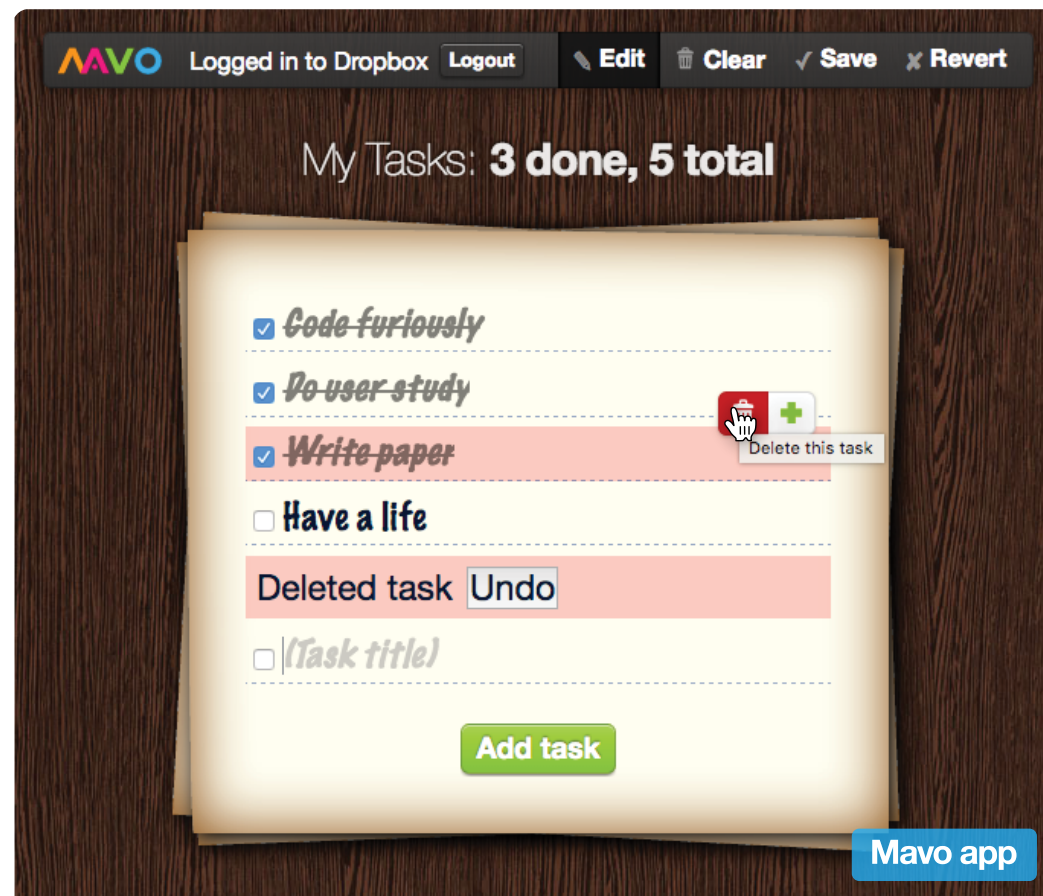 MAVO Logged in to Dropbox Logout Edit Clear Save Revert
My Tasks: 3 done, 5 total
Code furiously
Do user study
Write paper
Delete this task
Have a life
Deleted task Undo
(Task title)
Add task
Mavo app